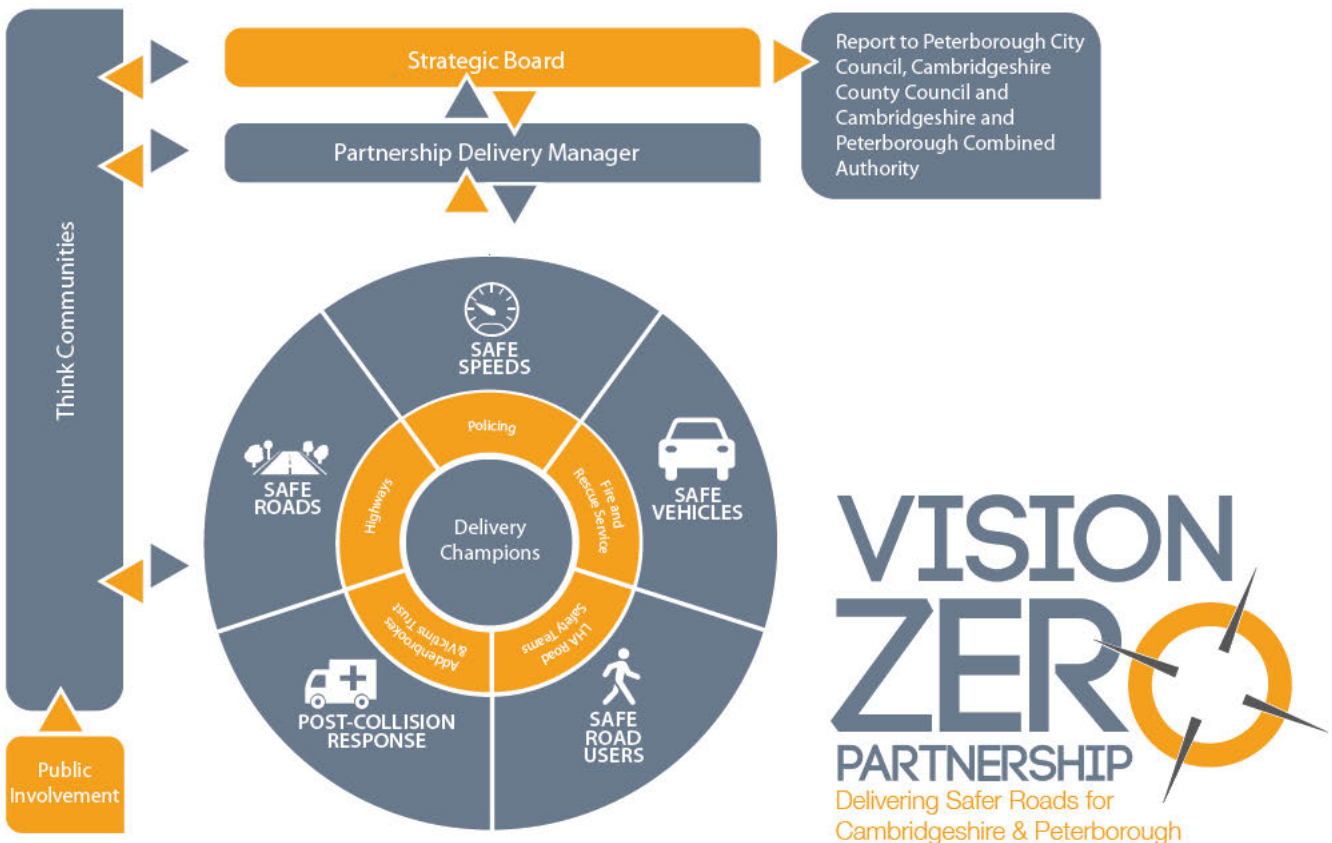 Strategic Board
Report to Peterborough City
Council, Cambridgeshire
County Council and
Cambridgeshire and
Peterborough Combined
Authority
Partnership Delivery Manager
Think Communities
SAFE
SPEEDS
Policing
SAFE
ROADS
Highways
SAFE
VEHICLES
Fire and
Rescue Service
Delivery
Champions
Addenbrookes
& Victims Trust
LHA Road
Safety Teams
POST-COLLISION
RESPONSE
SAFE
ROAD
USERS
Public
Involvement
VISION
ZERO
PARTNERSHIP
Delivering Safer Roads for
Cambridgeshire & Peterborough